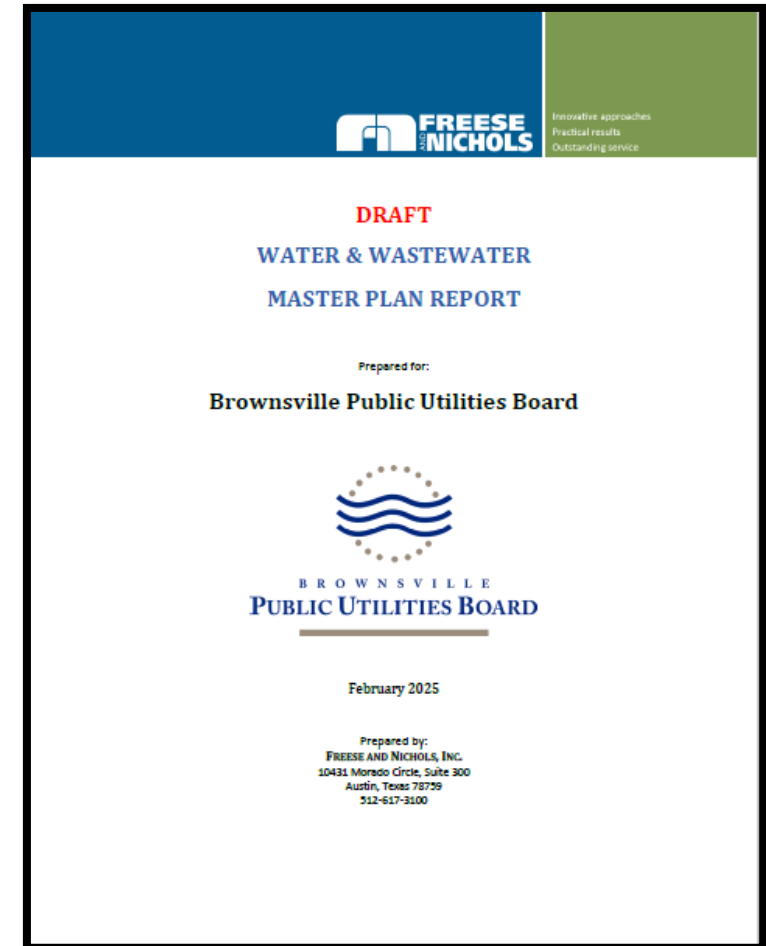 FREESE
AND NICHOLS
Innovative approaches
Practical results
Outstanding service
DRAFT
WATER & WASTEWATER
MASTER PLAN REPORT
Prepared for:
Brownsville Public Utilities Board
BROWNSVILLE
PUBLIC UTILITIES BOARD
February 2025
Prepared by:
FREESE AND NICHOLS, INC.
10431 Morado Circle, Suite 300
Austin, Texas 78759
512-617-3100